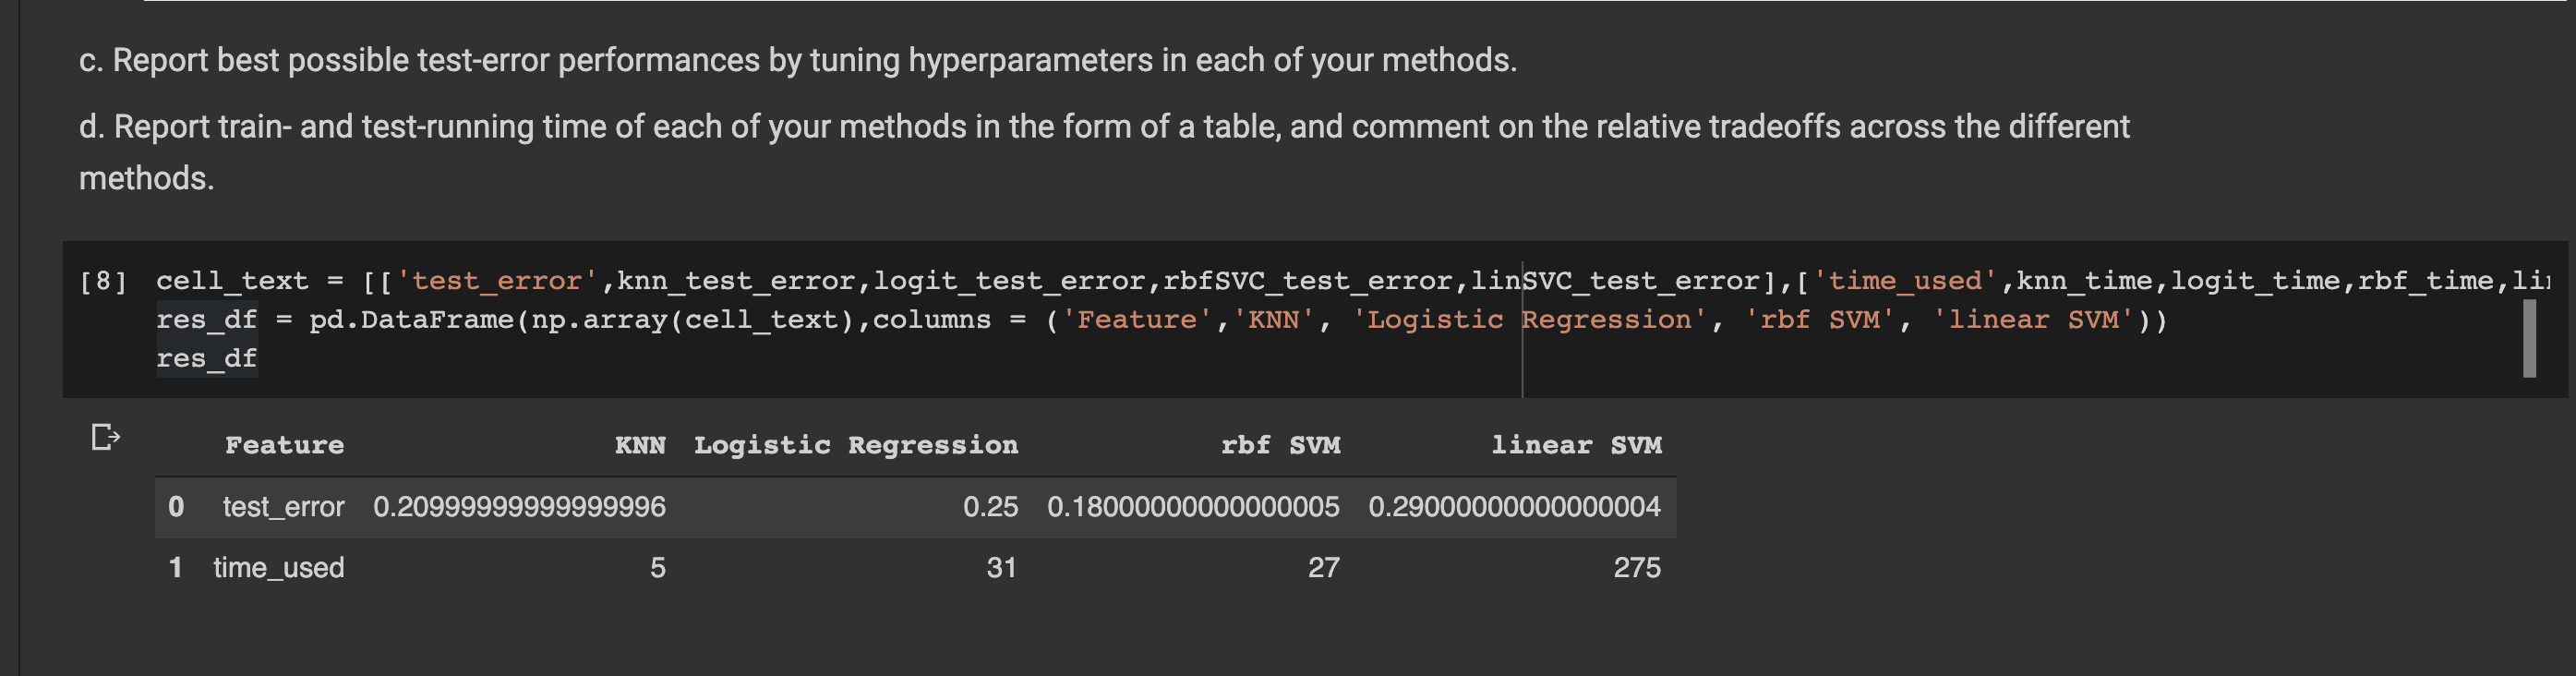 c. Report best possible test-error performances by tuning hyperparameters in each of your methods.
d. Report train- and test-running time of each of your methods in the form of a table, and comment on the relative tradeoffs across the different
methods.
[8] cell_text = [['test_error',knn_test_error,logit_test_error,rbfSVC_test_error,linSVC_test_error],['time_used',knn_time,logit_time,rbf_time,li
res_df = pd.DataFrame(np.array(cell_text),columns = ('Feature','KNN', 'Logistic Regression', 'rbf SVM', 'linear SVM'))
res_df
Feature KNN Logistic Regression rbf SVM linear SVM
0 test_error 0.20999999999999996 0.25 0.18000000000000005 0.29000000000000004
1 time_used 5 31 27 275